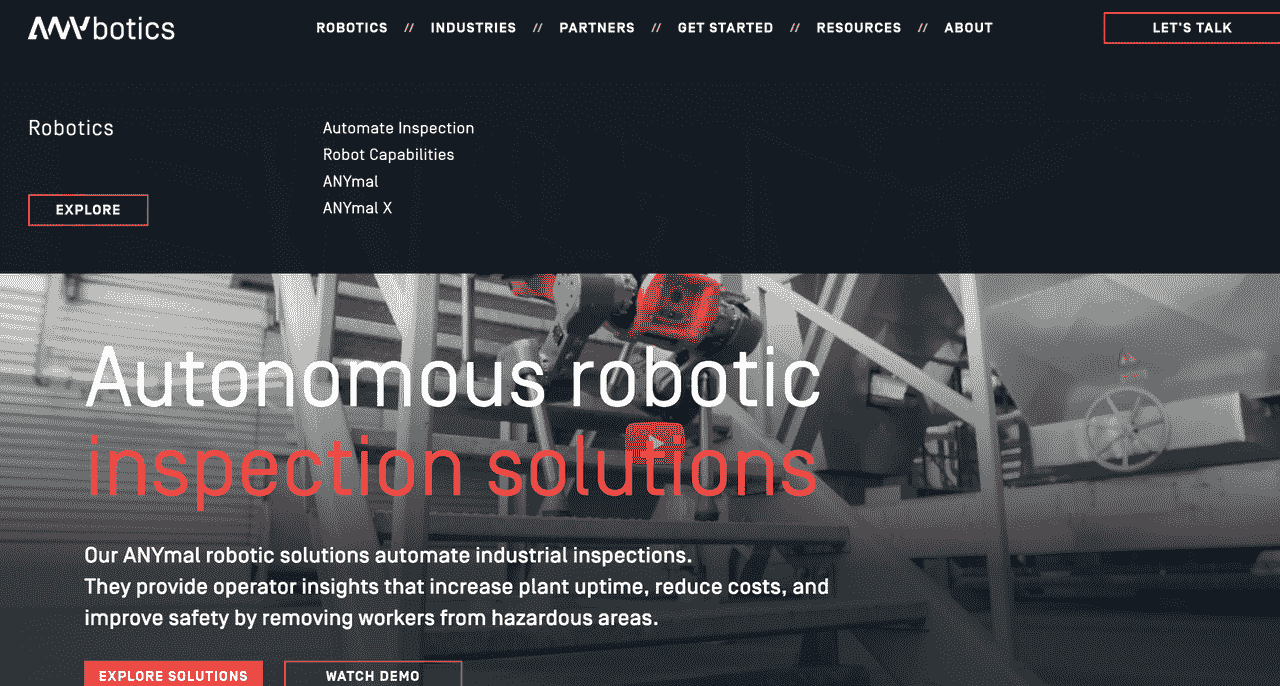 ANYbotics
ROBOTICS // INDUSTRIES // PARTNERS // GET STARTED // RESOURCES // ABOUT
LET'S TALK
Robotics
Automate Inspection
Robot Capabilities
ANYmal
ANYmal X
EXPLORE
Autonomous robotic
inspection solutions
Our ANYmal robotic solutions automate industrial inspections.
They provide operator insights that increase plant uptime, reduce costs, and
improve safety by removing workers from hazardous areas.
EXPLORE SOLUTIONS
WATCH DEMO